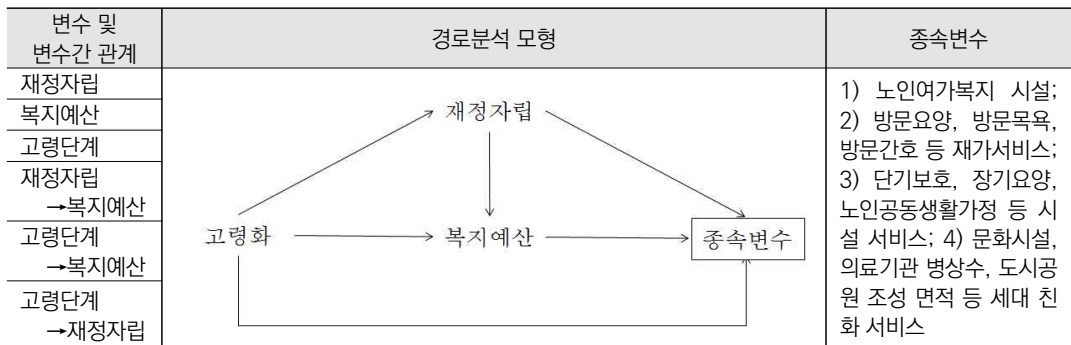 변수 및
변수간 관계
경로분석 모형
종속변수
재정자립
복지예산
고령단계
재정자립
→복지예산
고령단계
→복지예산
고령단계
→재정자립
재정자립
고령화
복지예산
종속변수
1) 노인여가복지 시설;
2) 방문요양, 방문목욕,
방문간호 등 재가서비스;
3) 단기보호, 장기요양,
노인공동생활가정 등 시
설 서비스; 4) 문화시설,
의료기관 병상수, 도시공
원 조성 면적 등 세대 친
화 서비스